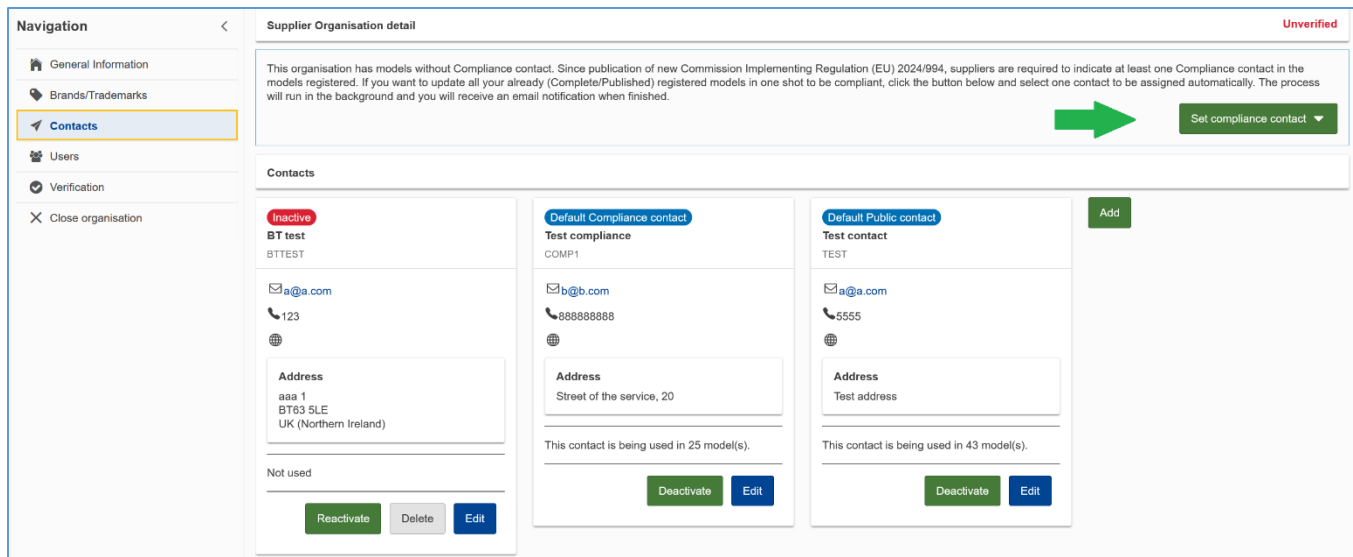 Navigation
General Information
Brands/Trademarks
Contacts
Users
Verification
Close organisation
Supplier Organisation detail
Unverified
This organisation has models without Compliance contact. Since publication of new Commission Implementing Regulation (EU) 2024/994, suppliers are required to indicate at least one Compliance contact in the
models registered. If you want to update all your already (Complete/Published) registered models in one shot to be compliant, click the button below and select one contact to be assigned automatically. The process
will run in the background and you will receive an email notification when finished.
Set compliance contact
Contacts
Inactive
BT test
BTTEST
a@a.com
123
Address
aaa 1
BT63 5LE
UK (Northern Ireland)
Not used
Reactivate
Delete
Edit
Default Compliance contact
Test compliance
COMP1
b@b.com
888888888
Address
Street of the service, 20
This contact is being used in 25 model(s).
Deactivate
Edit
Default Public contact
Test contact
TEST
a@a.com
5555
Address
Test address
This contact is being used in 43 model(s).
Deactivate
Edit
Add